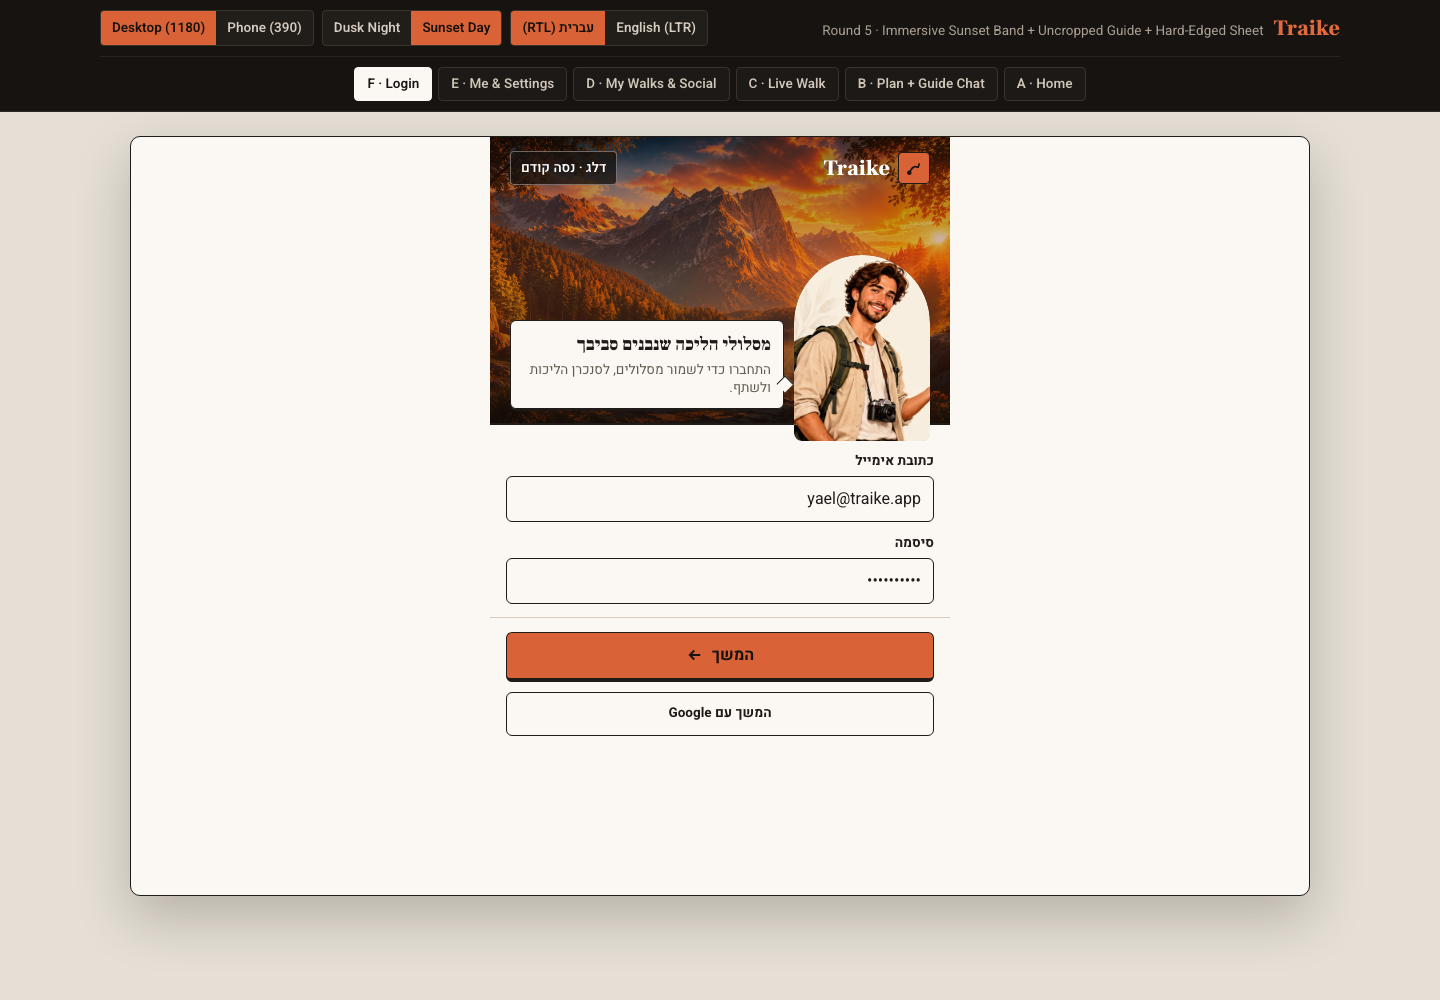 Traike
Round 5 · Immersive Sunset Band + Uncropped Guide + Hard-Edged Sheet
עברית (RTL)
English (LTR)
Dusk Night
Sunset Day
Desktop (1180)
Phone (390)
A · Home
B · Plan + Guide Chat
C · Live Walk
D · My Walks & Social
E · Me & Settings
F · Login
Traike
דלג · נסה קודם
מסלולי הליכה שנבנים סביבך
התחברו כדי לשמור מסלולים, לסנכרן הליכות
ולשתף.
כתובת אימייל
yael@traike.app
סיסמה
••••••••••
המשך ←
המשך עם Google